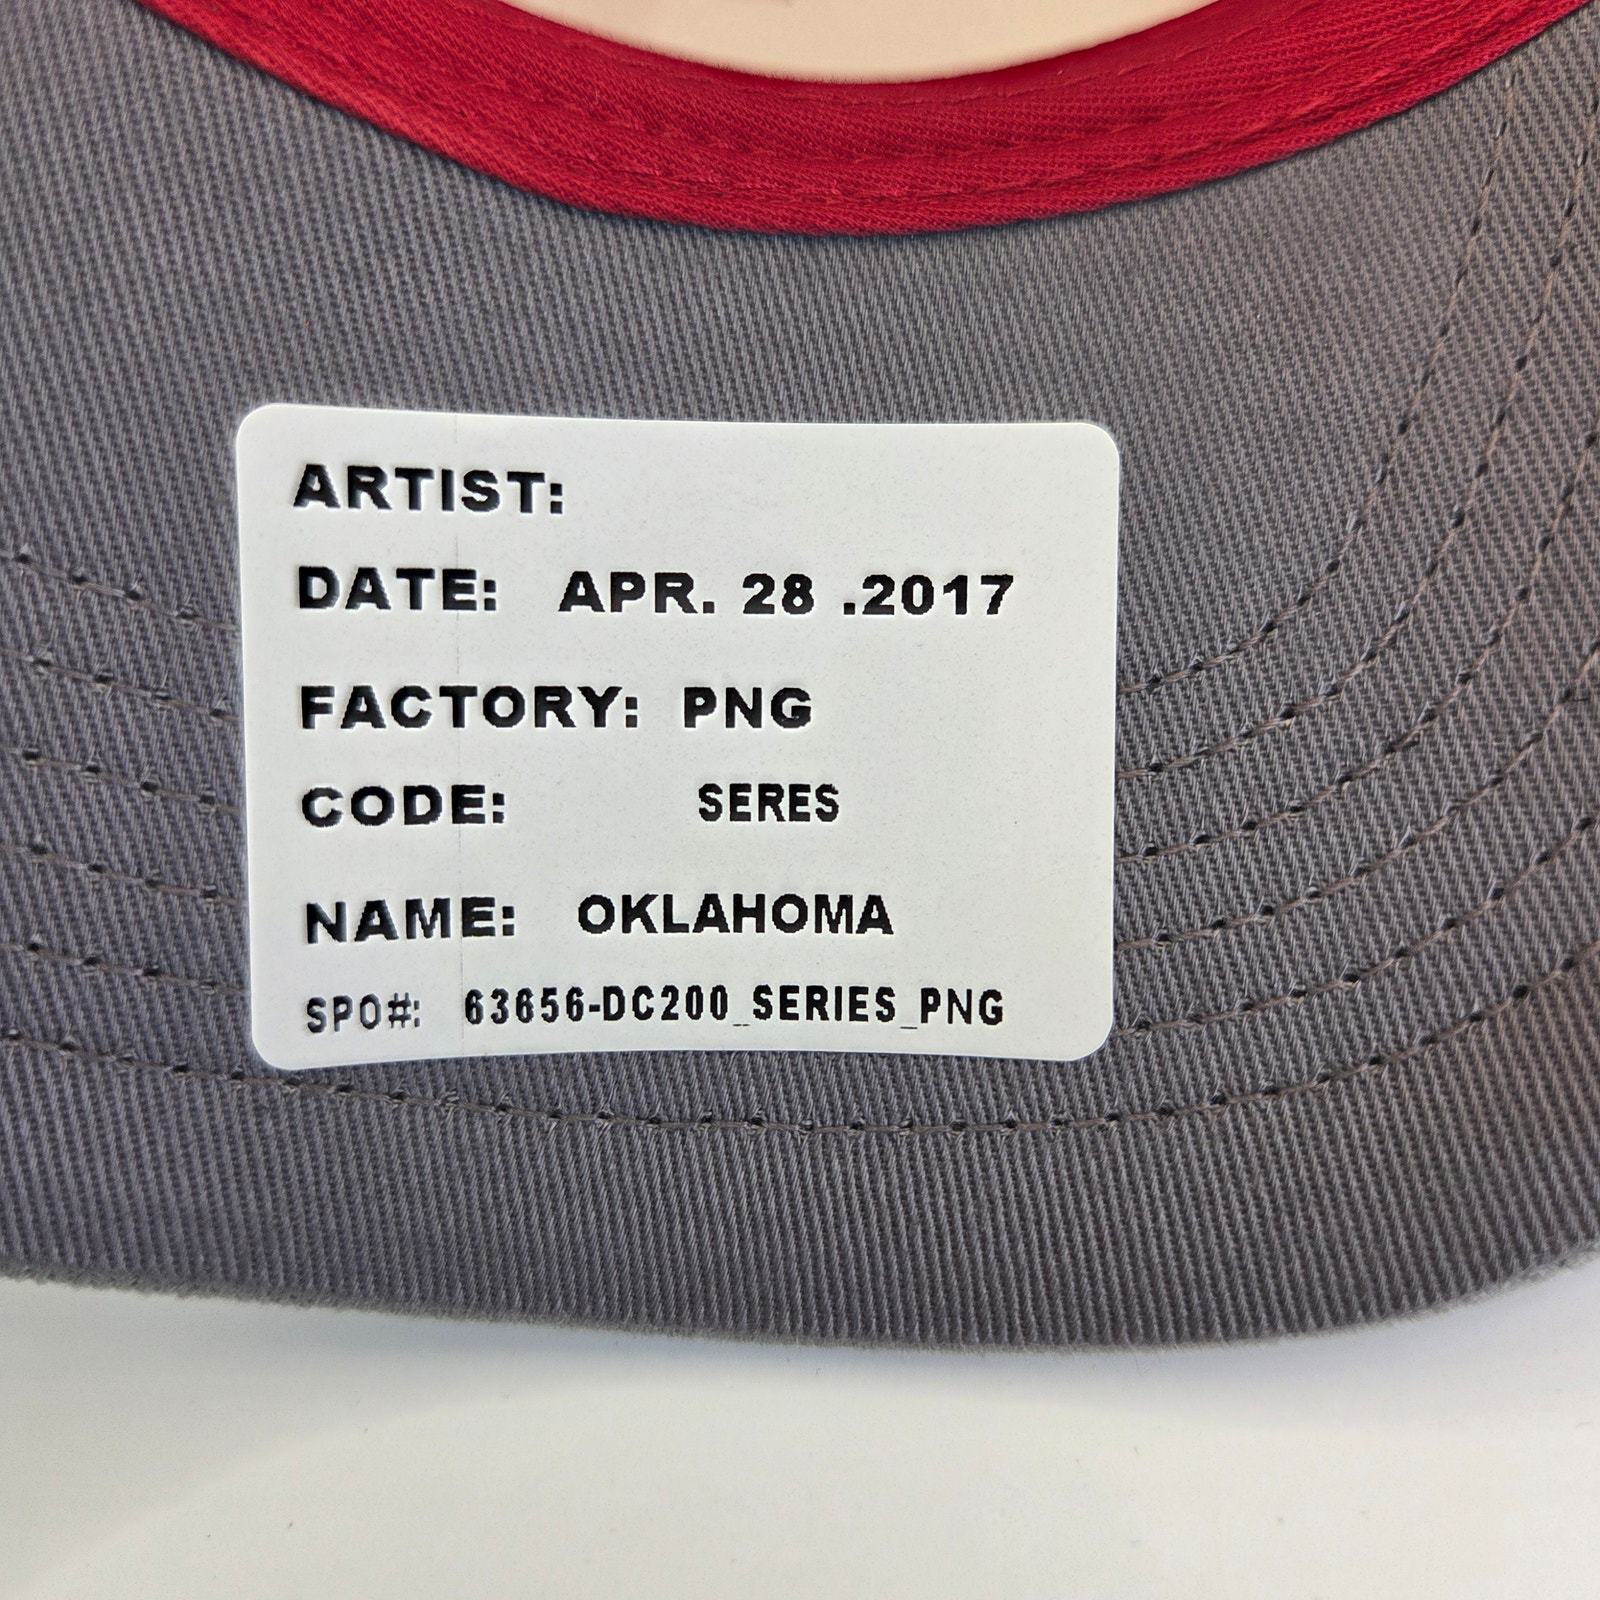 ARTIST:
DATE: APR. 28 .2017
FACTORY: PNG
CODE: SERES
NAME: OKLAHOMA
SPO#: 63656-DC200_SERIES_PNG